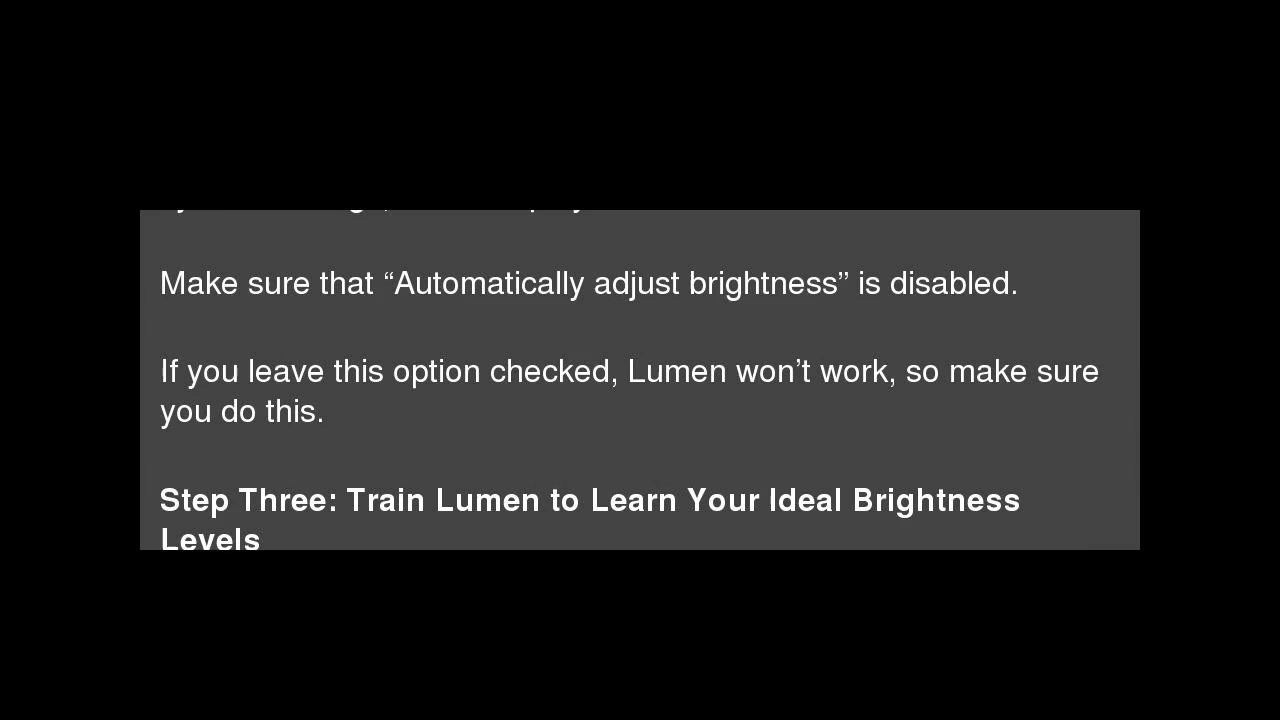 Make sure that “Automatically adjust brightness” is disabled.
If you leave this option checked, Lumen won’t work, so make sure
you do this.
Step Three: Train Lumen to Learn Your Ideal Brightness
Levels